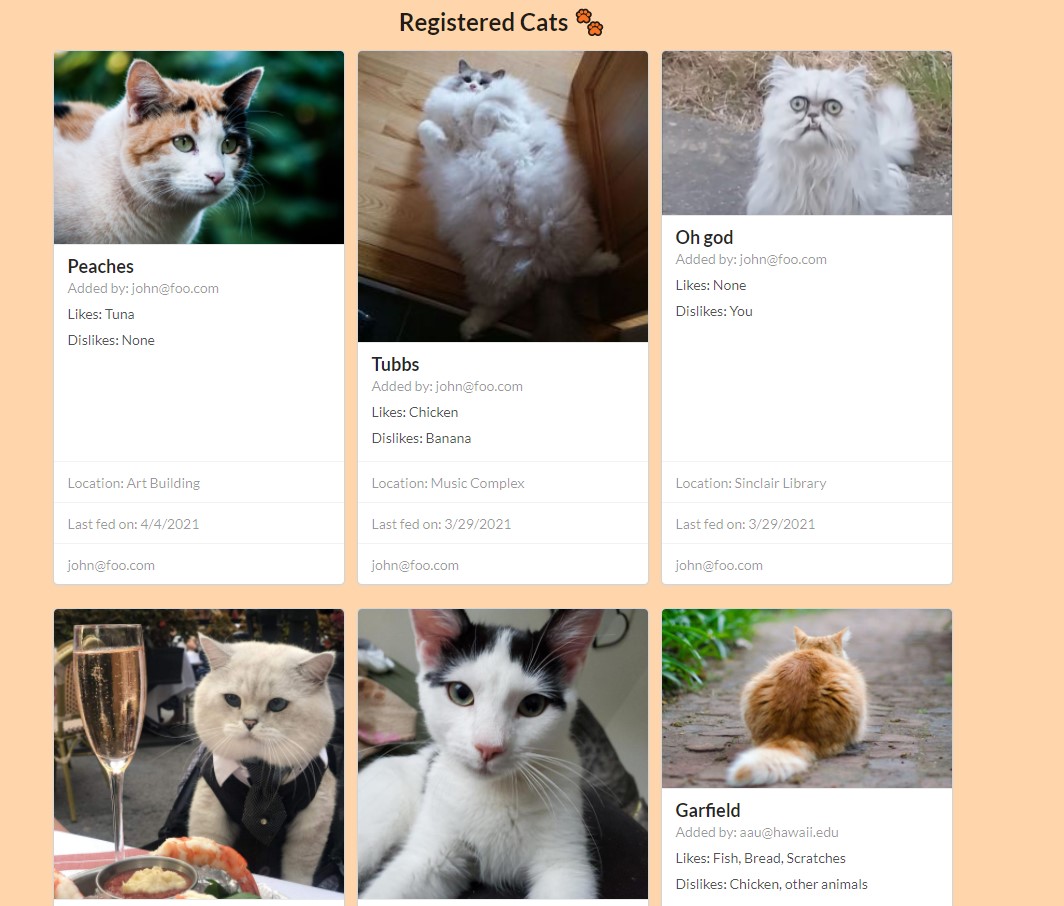 Registered Cats
Peaches
Added by: john@foo.com
Likes: Tuna
Dislikes: None
Location: Art Building
Last fed on: 4/4/2021
john@foo.com
Tubbs
Added by: john@foo.com
Likes: Chicken
Dislikes: Banana
Location: Music Complex
Last fed on: 3/29/2021
john@foo.com
Oh god
Added by: john@foo.com
Likes: None
Dislikes: You
Location: Sinclair Library
Last fed on: 3/29/2021
john@foo.com
Garfield
Added by: aau@hawaii.edu
Likes: Fish, Bread, Scratches
Dislikes: Chicken, other animals